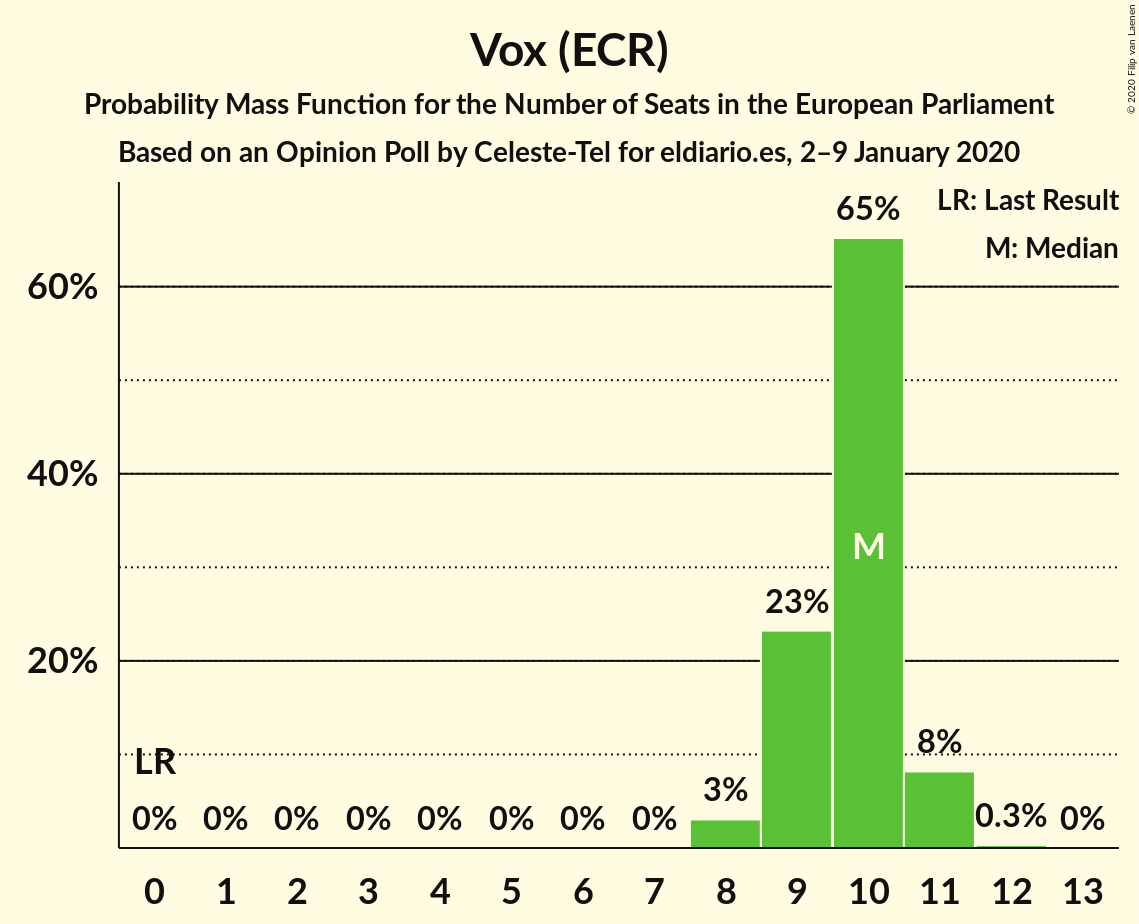 Vox (ECR)
Probability Mass Function for the Number of Seats in the European Parliament
Based on an Opinion Poll by Celeste-Tel for eldiario.es, 2–9 January 2020
© 2020 Filip van Laenen
LR: Last Result
M: Median
65%
60%
40%
M
23%
20%
LR
8%
3%
0% 0% 0% 0% 0% 0% 0% 0% 0.3% 0%
0 1 2 3 4 5 6 7 8 9 10 11 12 13